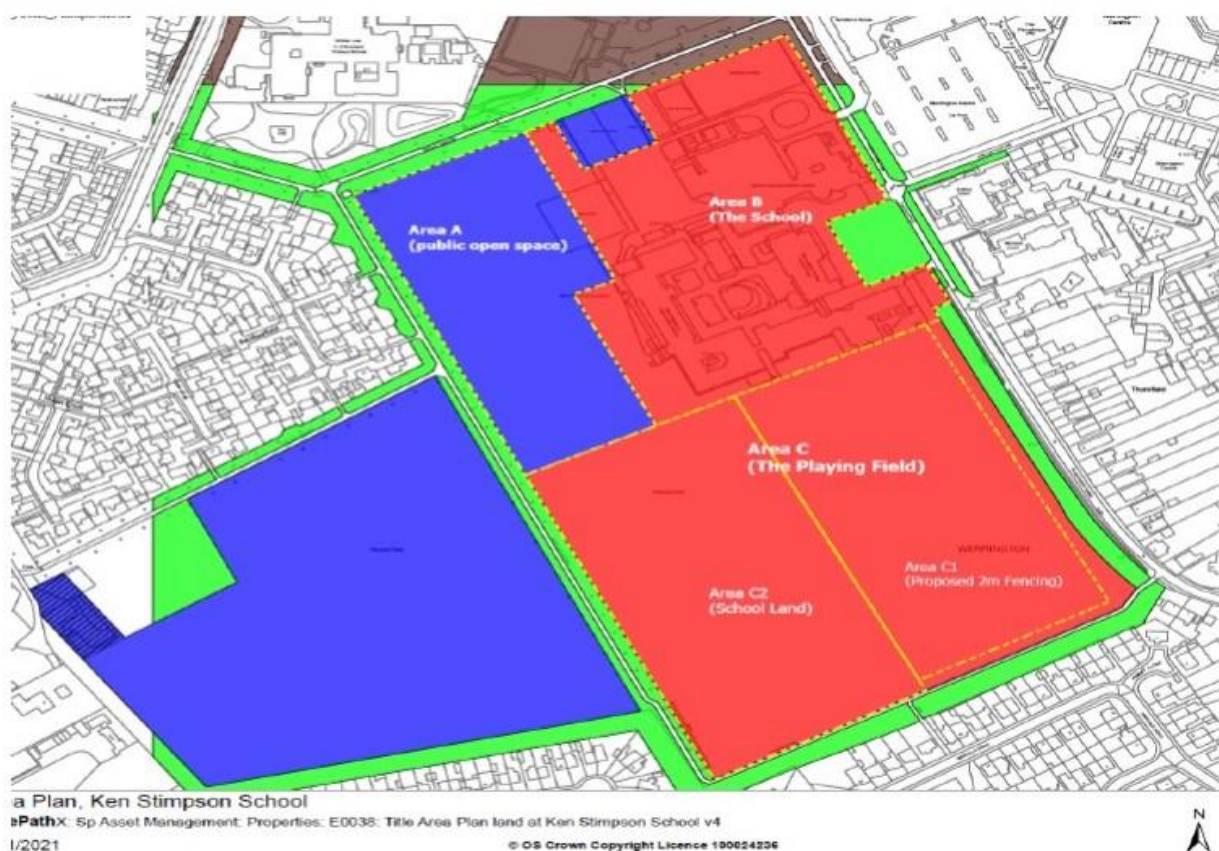 Area A
(public open space)
Area B
(The School)
Area C
(The Playing Field)
WERRINGTON
Area C1
(Proposed 2m Fencing)
Area C2
(School Land)
a Plan, Ken Stimpson School
ePathX: Sp Asset Management: Properties: E0038: Title Area Plan land at Ken Stimpson School v4
1/2021
© OS Crown Copyright Licence 100024236
N